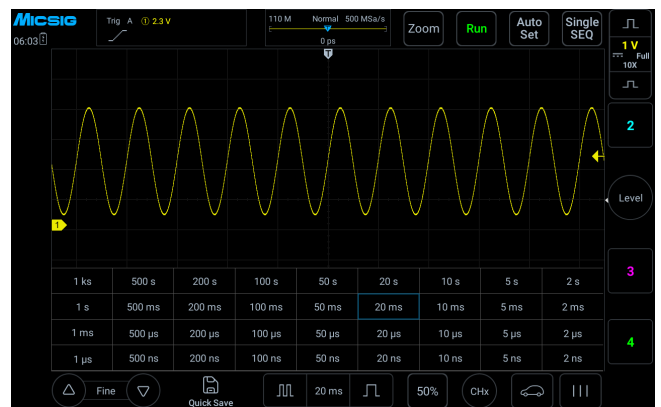 MICSIG
Trig A ① 2.3 V
110 M Normal 500 MSa/s
0 ps
T
Zoom
Run
Auto
Set
Single
SEQ
06:03
1 V
Full
10X
2
Level
3
4
1
1 ks 500 s 200 s 100 s 50 s 20 s 10 s 5 s 2 s
1 s 500 ms 200 ms 100 ms 50 ms 20 ms 10 ms 5 ms 2 ms
1 ms 500 µs 200 µs 100 µs 50 µs 20 µs 10 µs 5 µs 2 µs
1 µs 500 ns 200 ns 100 ns 50 ns 20 ns 10 ns 5 ns 2 ns
Fine
Quick Save
20 ms
50%
CHx